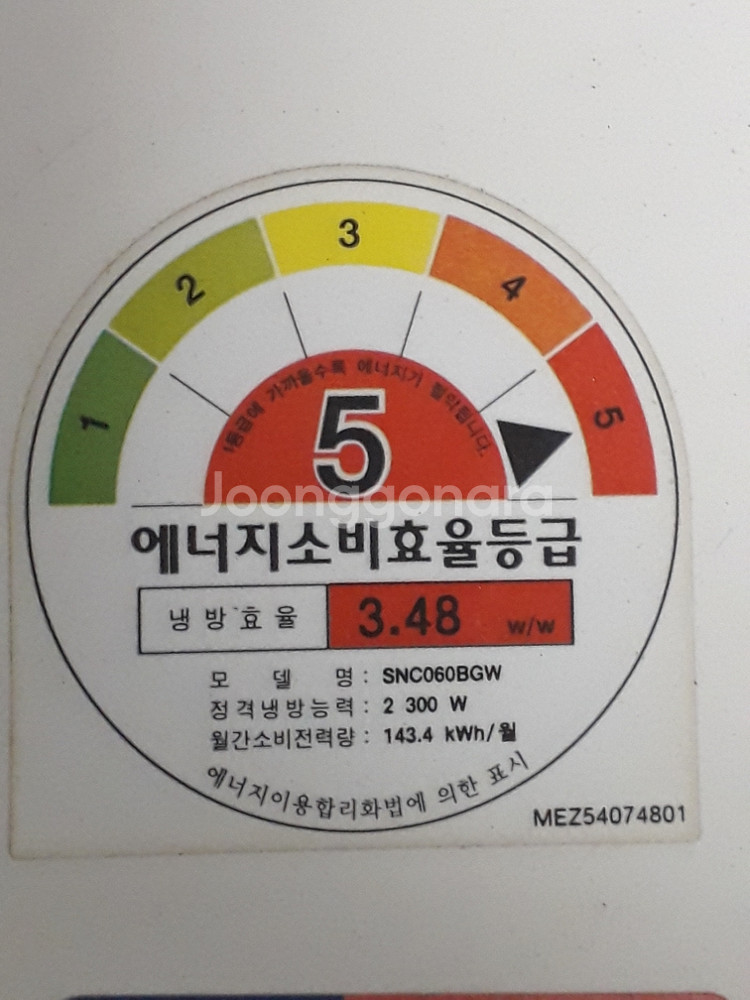 1
2
3
4
5
1등급에 가까울수록 에너지가 절약됩니다.
5
Joonggonara
에너지소비효율등급
냉방효율 3.48 w/w
모 델 명 : SNC060BGW
정격냉방능력 : 2 300 W
월간소비전력량 : 143.4 kWh/월
에너지이용합리화법에 의한 표시
MEZ54074801